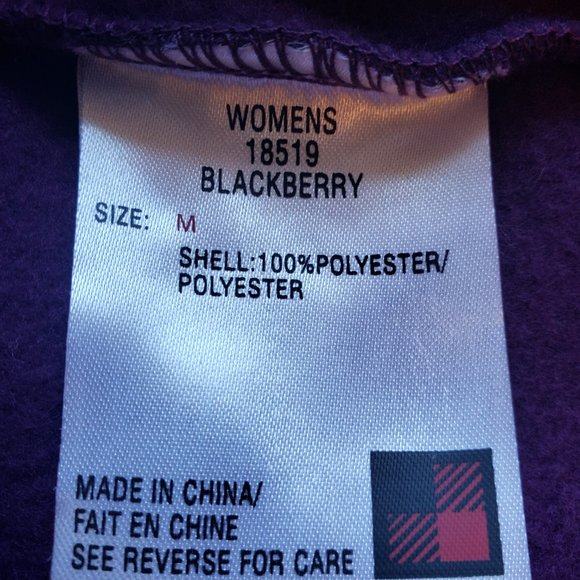 WOMENS
18519
BLACKBERRY
SIZE: M
SHELL:100%POLYESTER/
POLYESTER
MADE IN CHINA/
FAIT EN CHINE
SEE REVERSE FOR CARE